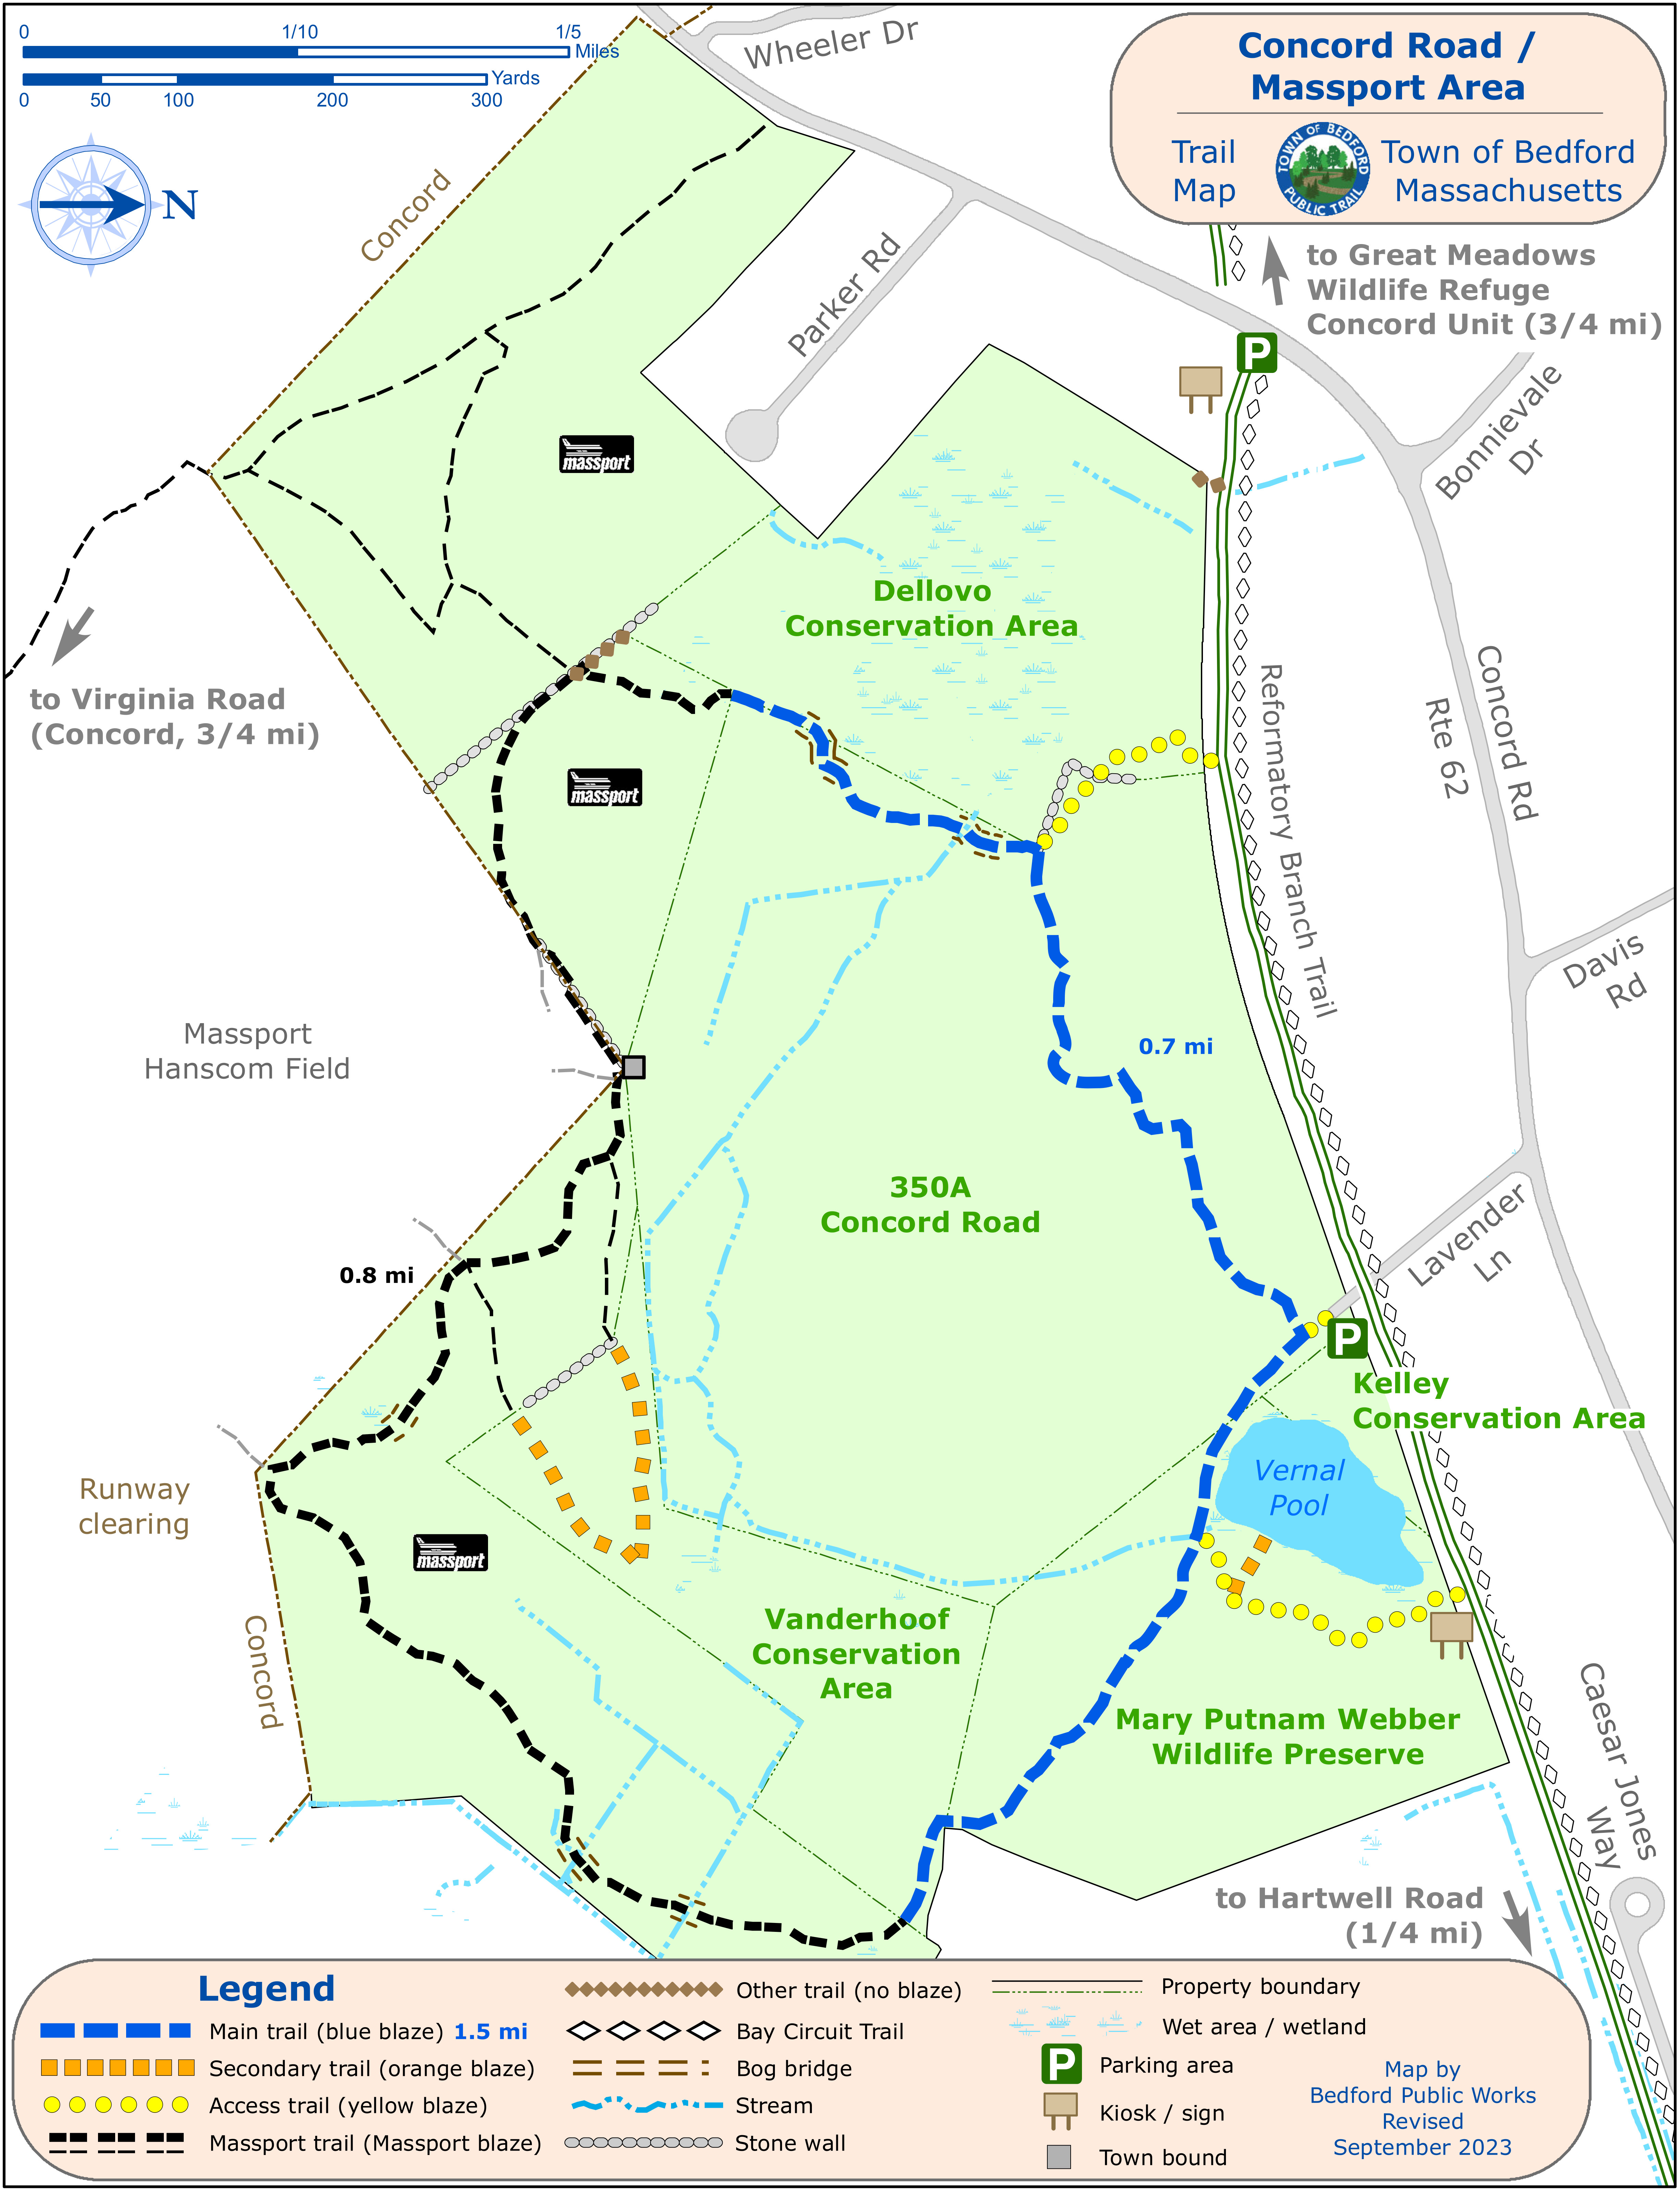 0 1/10 1/5
Miles
Yards
0 50 100 200 300
N
Wheeler Dr
Concord Road /
Massport Area
Trail
Map
TOWN OF BEDFORD
PUBLIC TRAIL
Town of Bedford
Massachusetts
to Great Meadows
Wildlife Refuge
Concord Unit (3/4 mi)
Concord
Parker Rd
P
Bonnievale
Dr
massport
Dellovo
Conservation Area
to Virginia Road
(Concord, 3/4 mi)
massport
Reformatory Branch Trail
Concord Rd
Rte 62
Davis
Rd
Massport
Hanscom Field
0.7 mi
350A
Concord Road
Lavender
Ln
0.8 mi
P
Kelley
Conservation Area
Vernal
Pool
Runway
clearing
massport
Concord
Vanderhoof
Conservation
Area
Mary Putnam Webber
Wildlife Preserve
Caesar Jones
Way
to Hartwell Road
(1/4 mi)
Legend
Main trail (blue blaze) 1.5 mi
Secondary trail (orange blaze)
Access trail (yellow blaze)
Massport trail (Massport blaze)
Other trail (no blaze)
Bay Circuit Trail
Bog bridge
Stream
Stone wall
Property boundary
Wet area / wetland
P Parking area
Kiosk / sign
Town bound
Map by
Bedford Public Works
Revised
September 2023